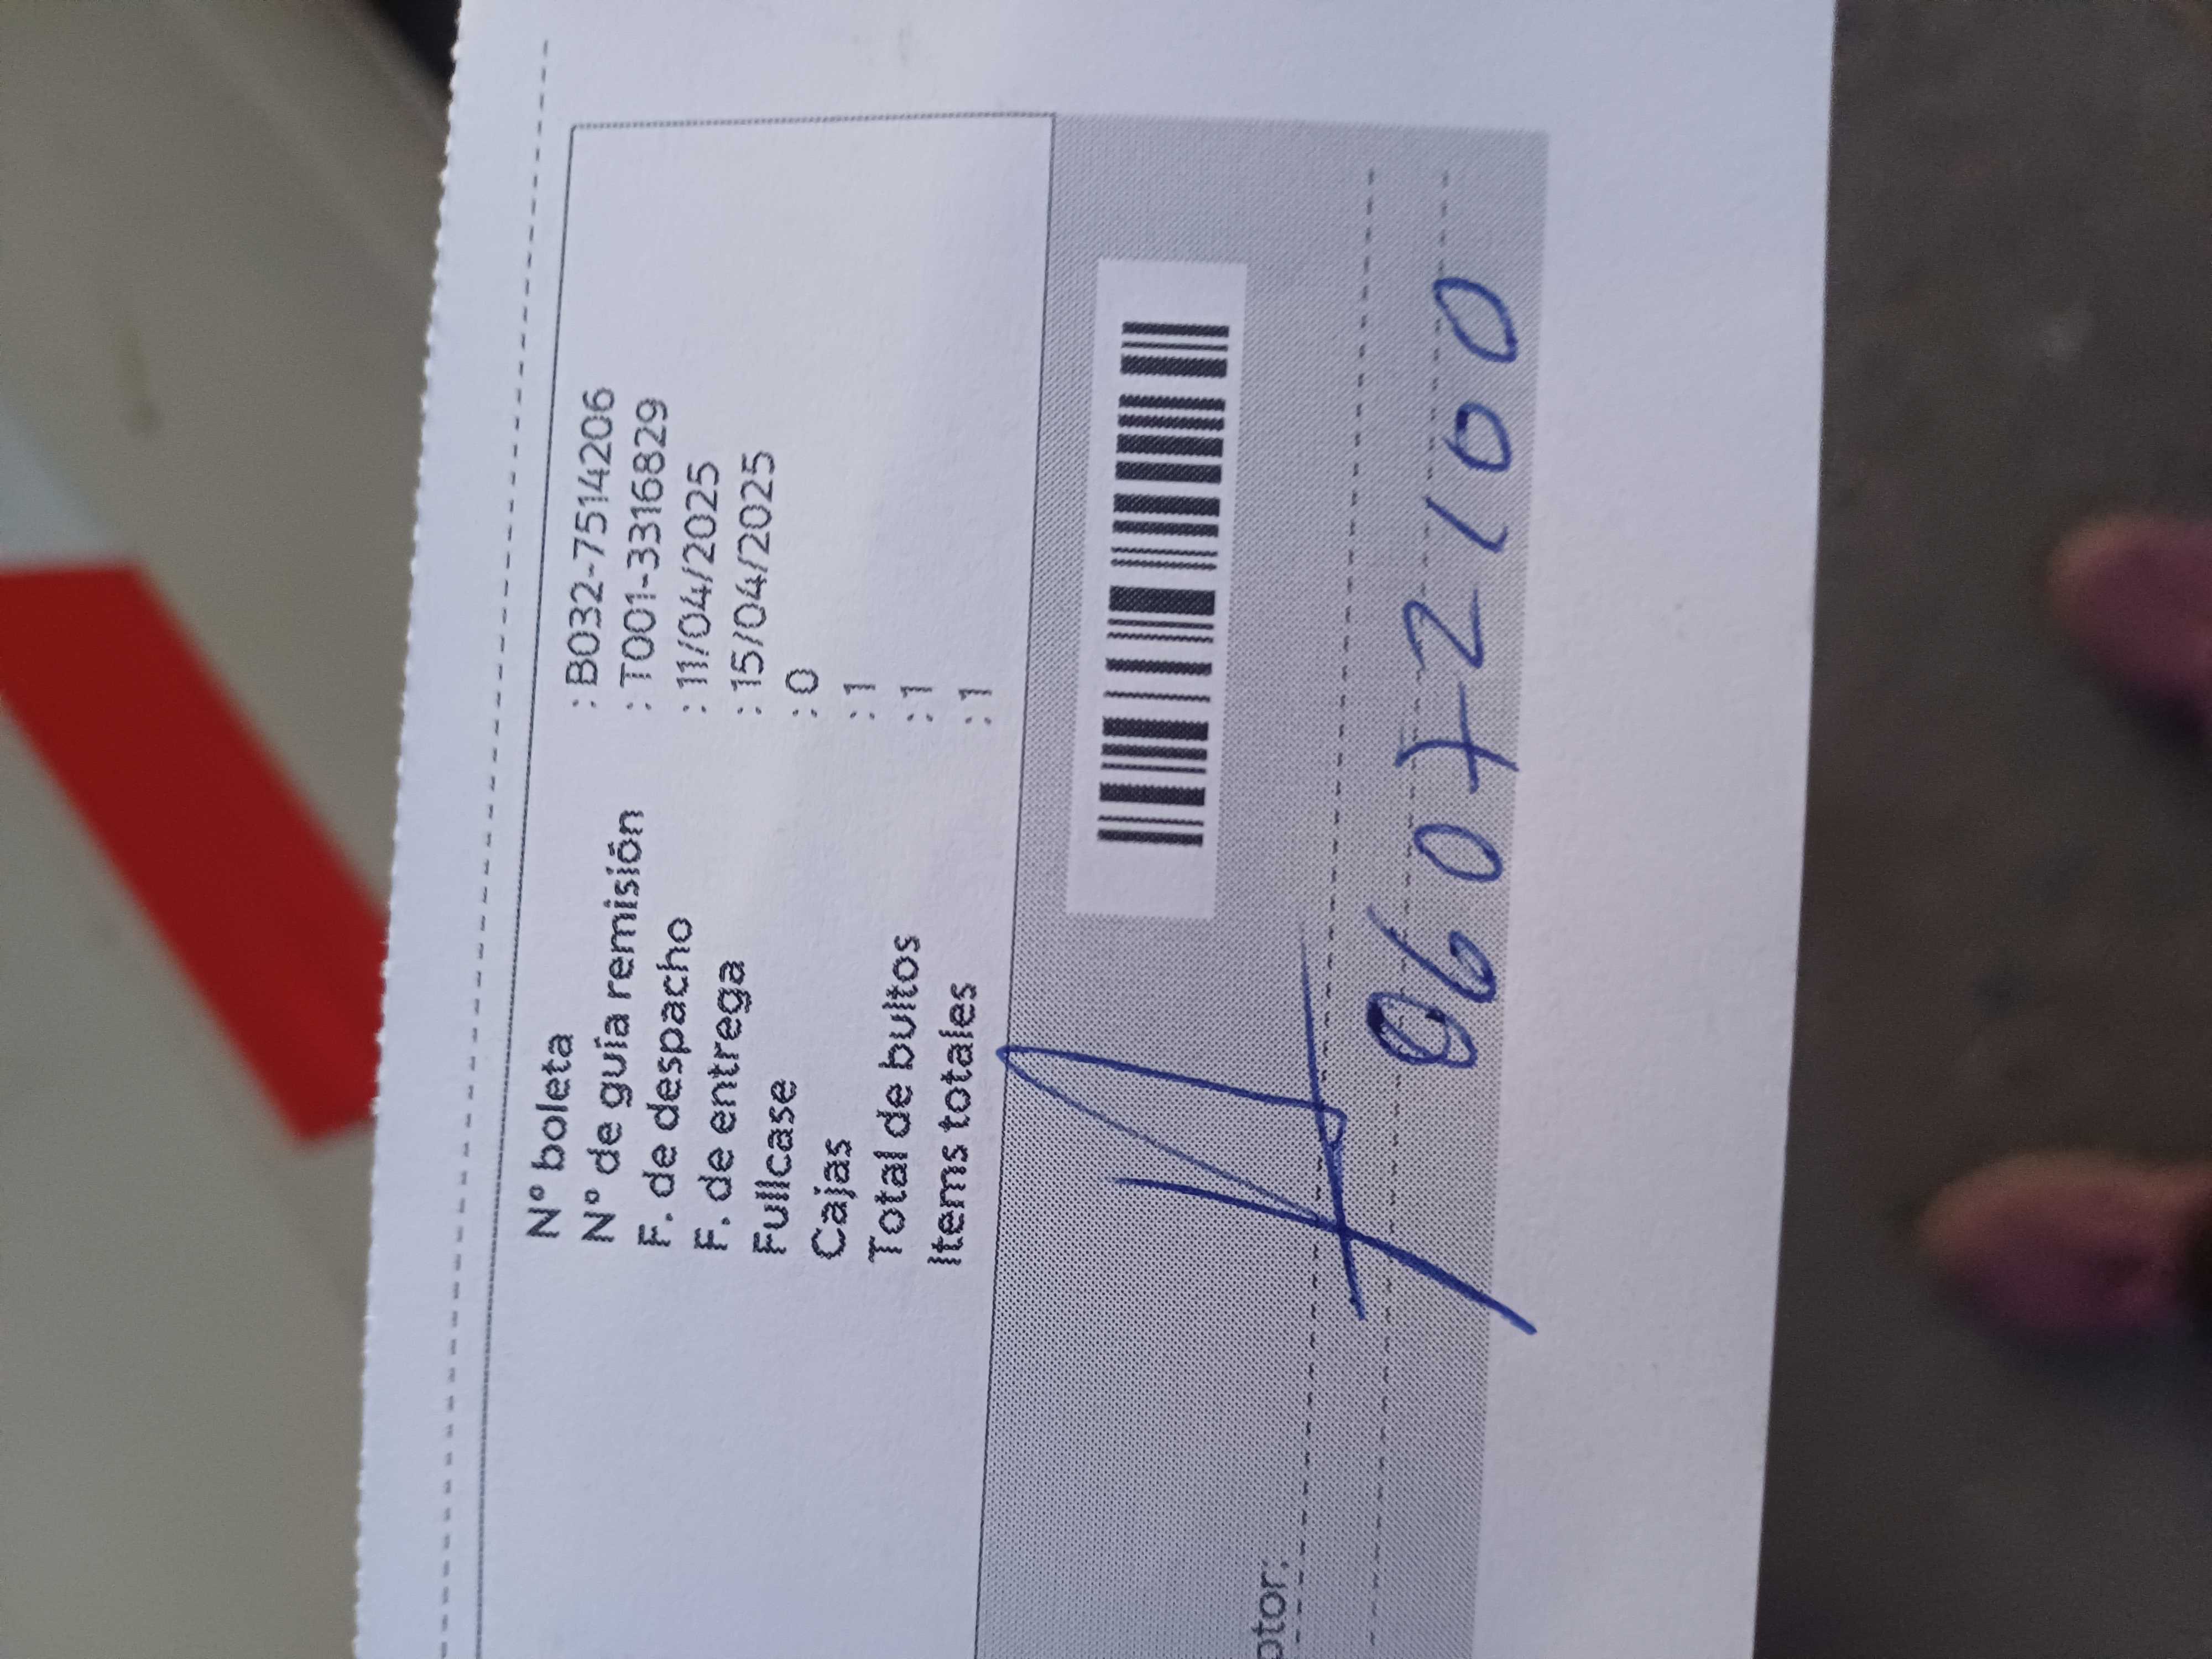 N° boleta : B032-7514206
N° de guía remisión : T001-3316829
F. de despacho : 11/04/2025
F. de entrega : 15/04/2025
Fullcase : 0
Cajas : 1
Total de bultos : 1
Items totales : 1
ptor: